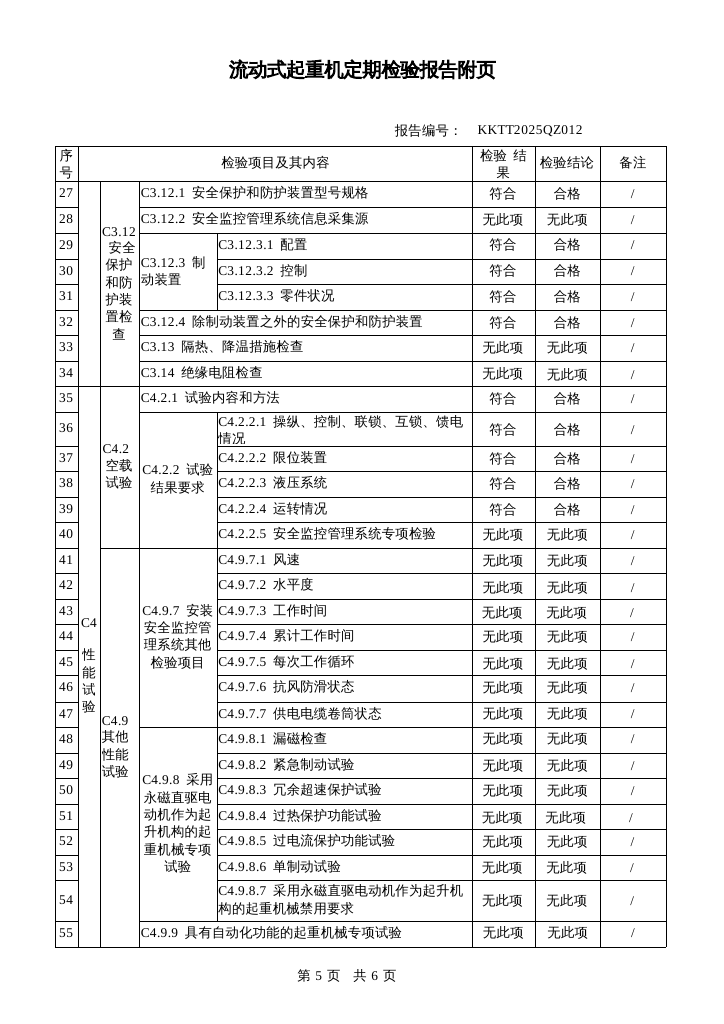 流动式起重机定期检验报告附页
报告编号： KKTT2025QZ012
序号 检验项目及其内容 检验 结果 检验结论 备注
C3.12 安全保护和防护装置检查
27 C3.12.1 安全保护和防护装置型号规格 符合 合格 /
28 C3.12.2 安全监控管理系统信息采集源 无此项 无此项 /
C3.12.3 制动装置
29 C3.12.3.1 配置 符合 合格 /
30 C3.12.3.2 控制 符合 合格 /
31 C3.12.3.3 零件状况 符合 合格 /
32 C3.12.4 除制动装置之外的安全保护和防护装置 符合 合格 /
33 C3.13 隔热、降温措施检查 无此项 无此项 /
34 C3.14 绝缘电阻检查 无此项 无此项 /
C4 性能试验
C4.2 空载试验
35 C4.2.1 试验内容和方法 符合 合格 /
C4.2.2 试验结果要求
36 C4.2.2.1 操纵、控制、联锁、互锁、馈电情况 符合 合格 /
37 C4.2.2.2 限位装置 符合 合格 /
38 C4.2.2.3 液压系统 符合 合格 /
39 C4.2.2.4 运转情况 符合 合格 /
40 C4.2.2.5 安全监控管理系统专项检验 无此项 无此项 /
C4.9 其他性能试验
C4.9.7 安装安全监控管理系统其他检验项目
41 C4.9.7.1 风速 无此项 无此项 /
42 C4.9.7.2 水平度 无此项 无此项 /
43 C4.9.7.3 工作时间 无此项 无此项 /
44 C4.9.7.4 累计工作时间 无此项 无此项 /
45 C4.9.7.5 每次工作循环 无此项 无此项 /
46 C4.9.7.6 抗风防滑状态 无此项 无此项 /
47 C4.9.7.7 供电电缆卷筒状态 无此项 无此项 /
C4.9.8 采用永磁直驱电动机作为起升机构的起重机械专项试验
48 C4.9.8.1 漏磁检查 无此项 无此项 /
49 C4.9.8.2 紧急制动试验 无此项 无此项 /
50 C4.9.8.3 冗余超速保护试验 无此项 无此项 /
51 C4.9.8.4 过热保护功能试验 无此项 无此项 /
52 C4.9.8.5 过电流保护功能试验 无此项 无此项 /
53 C4.9.8.6 单制动试验 无此项 无此项 /
54 C4.9.8.7 采用永磁直驱电动机作为起升机构的起重机械禁用要求 无此项 无此项 /
55 C4.9.9 具有自动化功能的起重机械专项试验 无此项 无此项 /
第 5 页 共 6 页